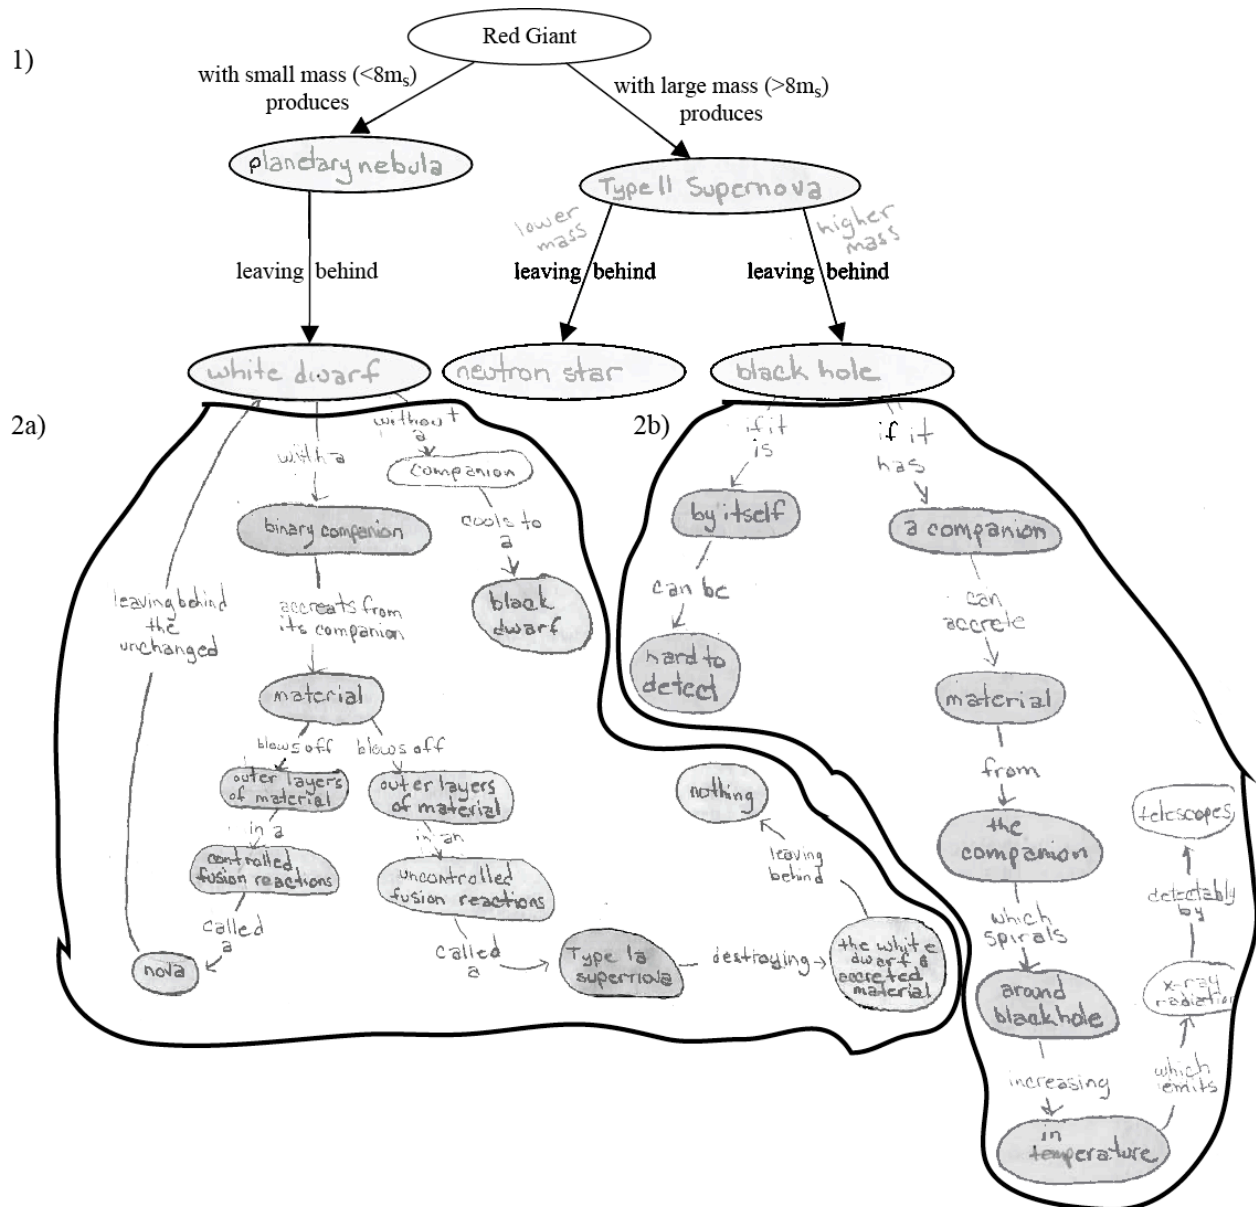 1)
Red Giant
with small mass (<8ms)
produces
with large mass (>8ms)
produces
planedary nebula
Type II Supernova
lower
mass
higher
mass
leaving behind
leaving behind
leaving behind
white dwarf
neutron star
black hole
2a)
with a
without
a
companion
binary companion
cools to
a
black
dwarf
leaving behind
the
unchanged
accreats from
its companion
material
blows off
blows off
outer layers
of material
outer layers
of material
in a
in an
controlled
fusion reactions
uncontrolled
fusion reactions
called
a
called
a
nova
Type 1a
supernova
destroying
the white
dwarf &
accreted
material
leaving
behind
nothing
2b)
if it
is
if it
has
by itself
a companion
can be
can
accrete
hard to
detect
material
from
the
companion
which
spirals
around
blackhole
increasing
in
temperature
which
emits
x-ray
radiation
detectably
by
telescopes